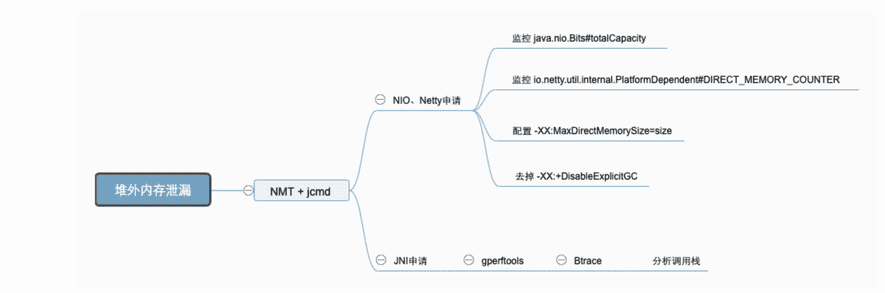 堆外内存泄漏
NMT + jcmd
NIO、Netty申请
监控 java.nio.Bits#totalCapacity
监控 io.netty.util.internal.PlatformDependent#DIRECT_MEMORY_COUNTER
配置 -XX:MaxDirectMemorySize=size
去掉 -XX:+DisableExplicitGC
JNI申请
gperftools
Btrace
分析调用栈